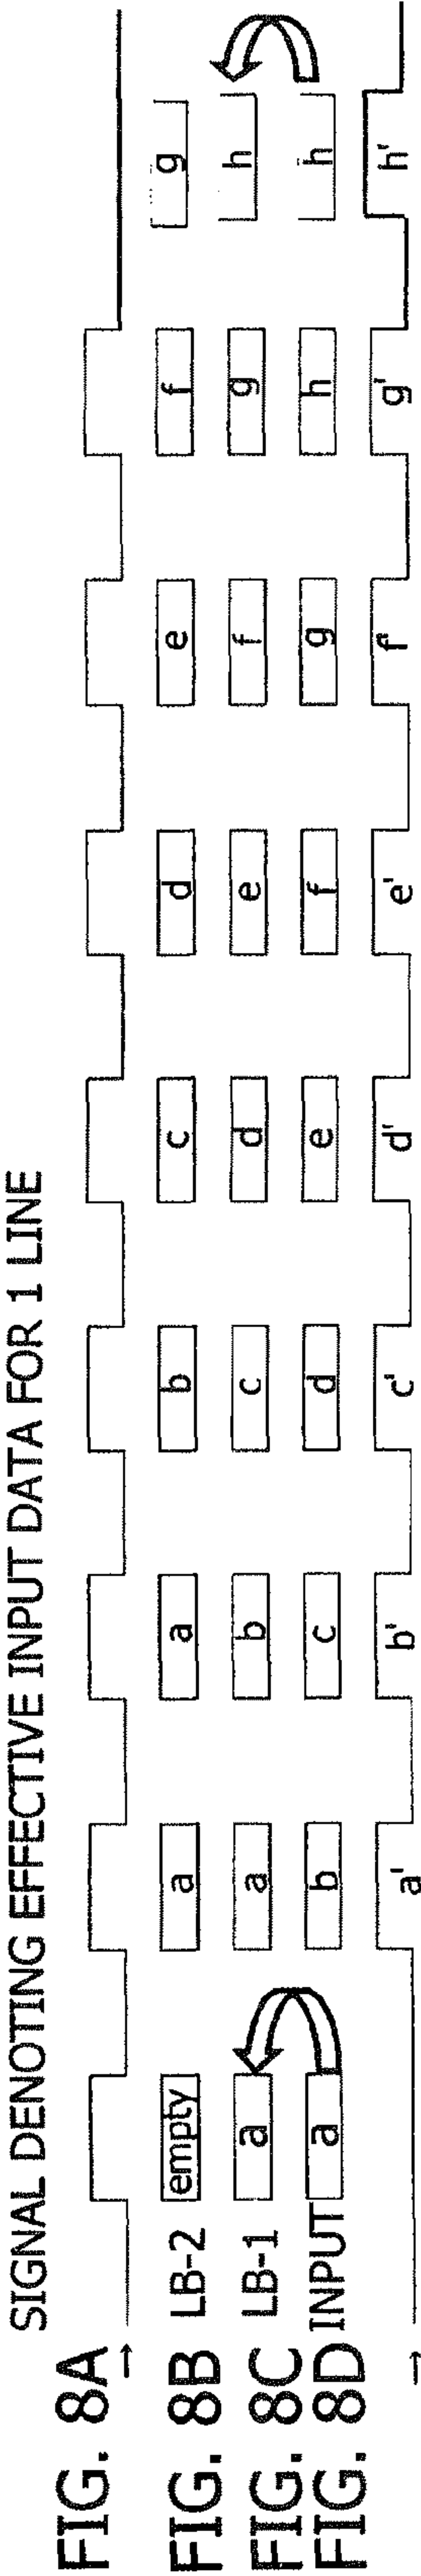 SIGNAL DENOTING EFFECTIVE INPUT DATA FOR 1 LINE
FIG. 8A
FIG. 8B LB-2 empty a a b c d e f g
FIG. 8C LB-1 a a b c d e f g h
FIG. 8D INPUT a b c d e f g h h
a' b' c' d' e' f' g' h'